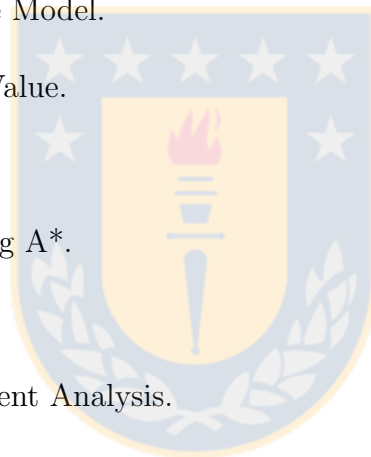 Model.
Value.
g A*.
ent Analysis.